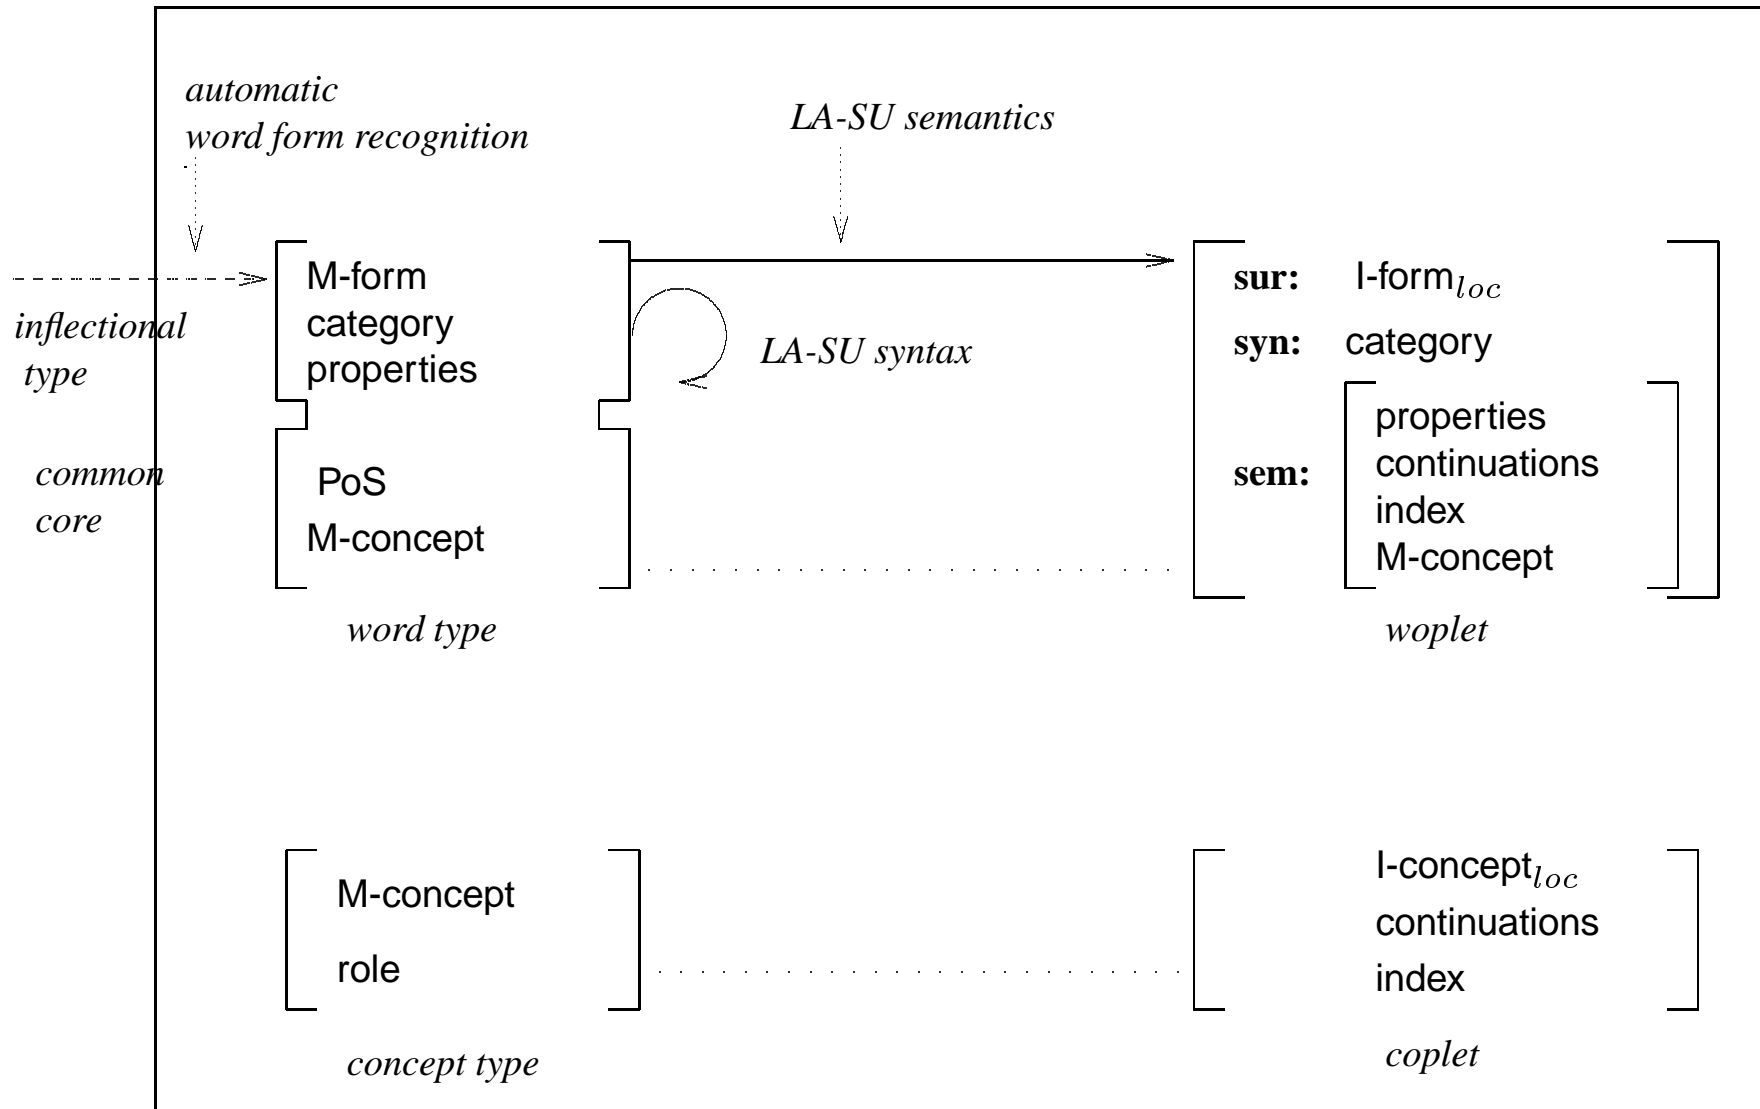 automatic
word form recognition
LA-SU semantics
M-form
category
properties
inflectional
type
LA-SU syntax
common
core
PoS
M-concept
word type
sur: I-form_loc
syn: category
sem:
properties
continuations
index
M-concept
woplet
M-concept
role
concept type
I-concept_loc
continuations
index
coplet